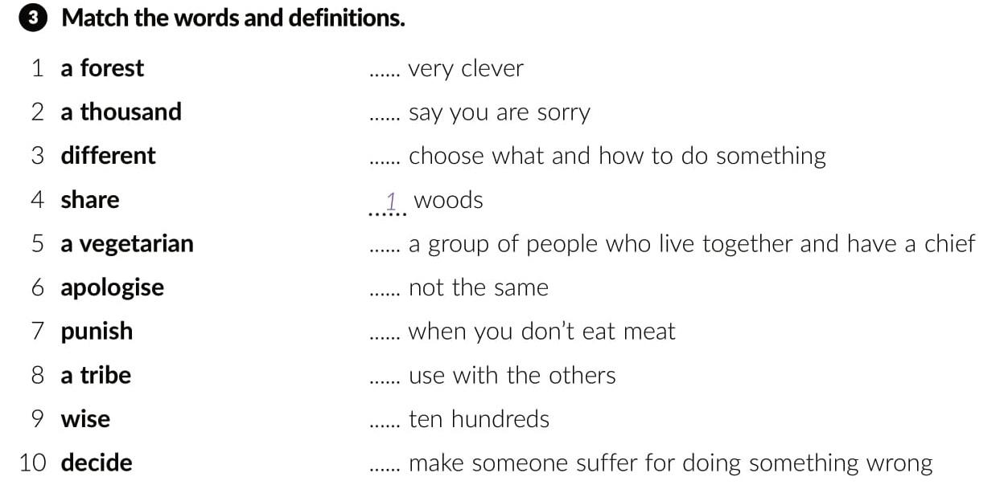 3 Match the words and definitions.
1 a forest ...... very clever
2 a thousand ...... say you are sorry
3 different ...... choose what and how to do something
4 share ...1... woods
5 a vegetarian ...... a group of people who live together and have a chief
6 apologise ...... not the same
7 punish ...... when you don't eat meat
8 a tribe ...... use with the others
9 wise ...... ten hundreds
10 decide ...... make someone suffer for doing something wrong